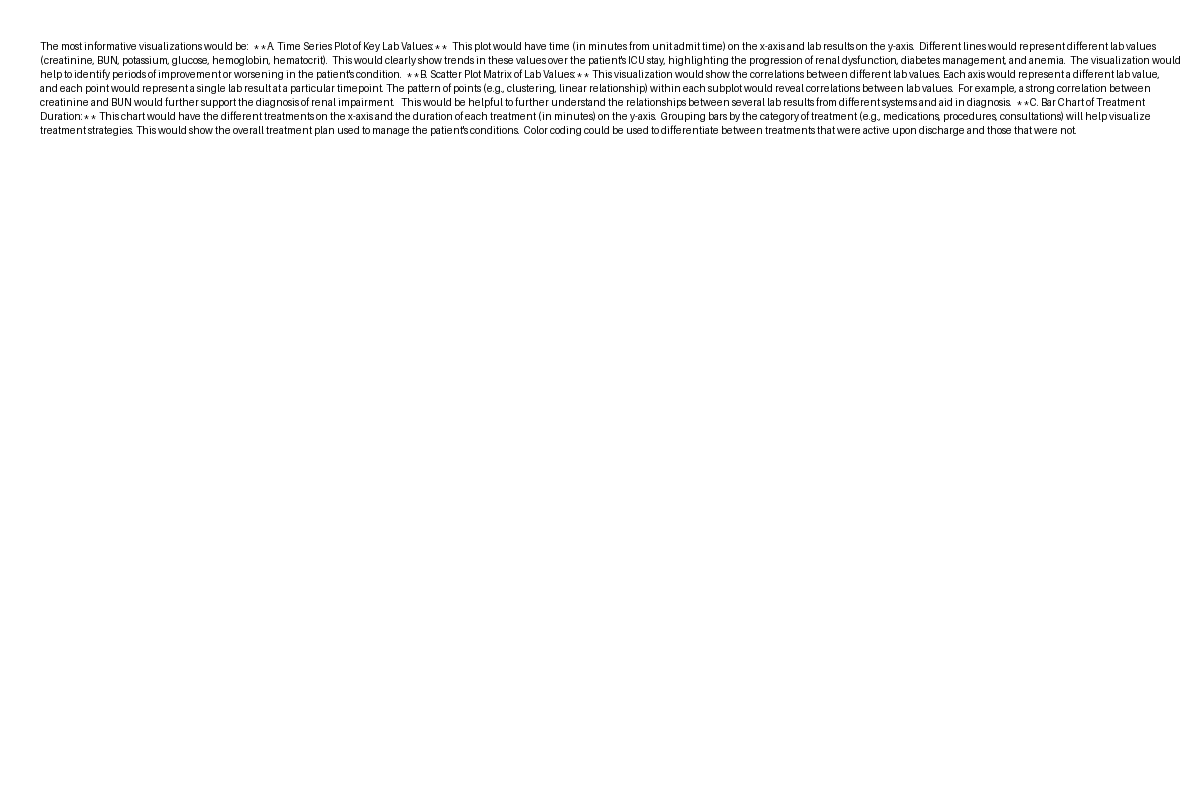 The most informative visualizations would be:  **A. Time Series Plot of Key Lab Values:**  This plot would have time (in minutes from unit admit time) on the x-axis and lab results on the y-axis.  Different lines would represent different lab values
(creatinine, BUN, potassium, glucose, hemoglobin, hematocrit).  This would clearly show trends in these values over the patient's ICU stay, highlighting the progression of renal dysfunction, diabetes management, and anemia.  The visualization would
help to identify periods of improvement or worsening in the patient's condition.  **B. Scatter Plot Matrix of Lab Values:** This visualization would show the correlations between different lab values. Each axis would represent a different lab value,
and each point would represent a single lab result at a particular timepoint. The pattern of points (e.g., clustering, linear relationship) within each subplot would reveal correlations between lab values.  For example, a strong correlation between
creatinine and BUN would further support the diagnosis of renal impairment.   This would be helpful to further understand the relationships between several lab results from different systems and aid in diagnosis.  **C. Bar Chart of Treatment
Duration:** This chart would have the different treatments on the x-axis and the duration of each treatment (in minutes) on the y-axis.  Grouping bars by the category of treatment (e.g., medications, procedures, consultations) will help visualize
treatment strategies. This would show the overall treatment plan used to manage the patient's conditions.  Color coding could be used to differentiate between treatments that were active upon discharge and those that were not.